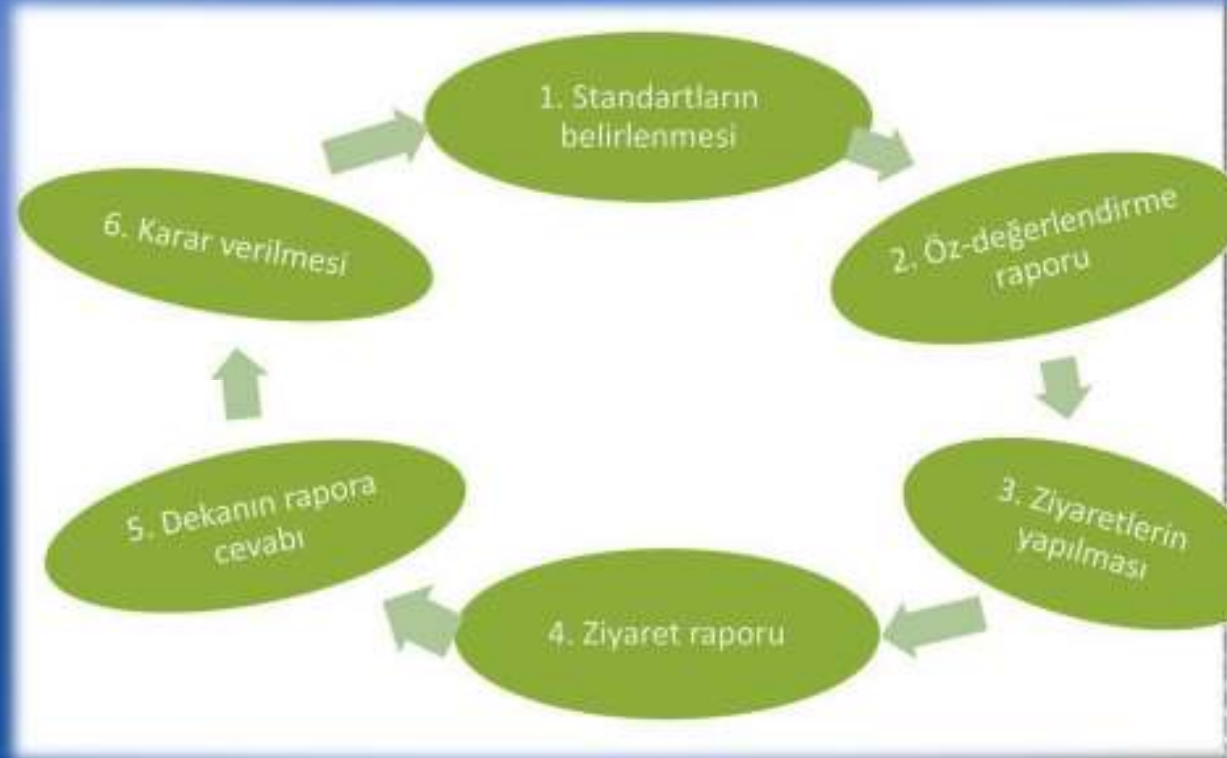 1. Standartların
belirlenmesi
2. Öz-değerlendirme
raporu
3. Ziyaretlerin
yapılması
4. Ziyaret raporu
5. Dekanın rapora
cevabı
6. Karar verilmesi